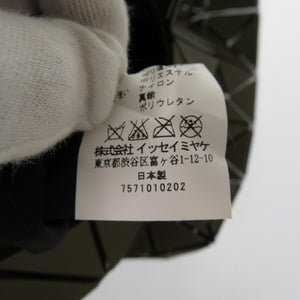 ポリエステル
ナイロン
真鍮
ポリウレタン
株式会社 イッセイミヤケ
東京都渋谷区富ヶ谷1-12-10
日本製
7571010202